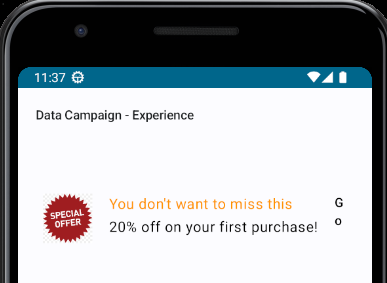 11:37
Data Campaign - Experience
SPECIAL
OFFER
You don't want to miss this
20% off on your first purchase!
G
o